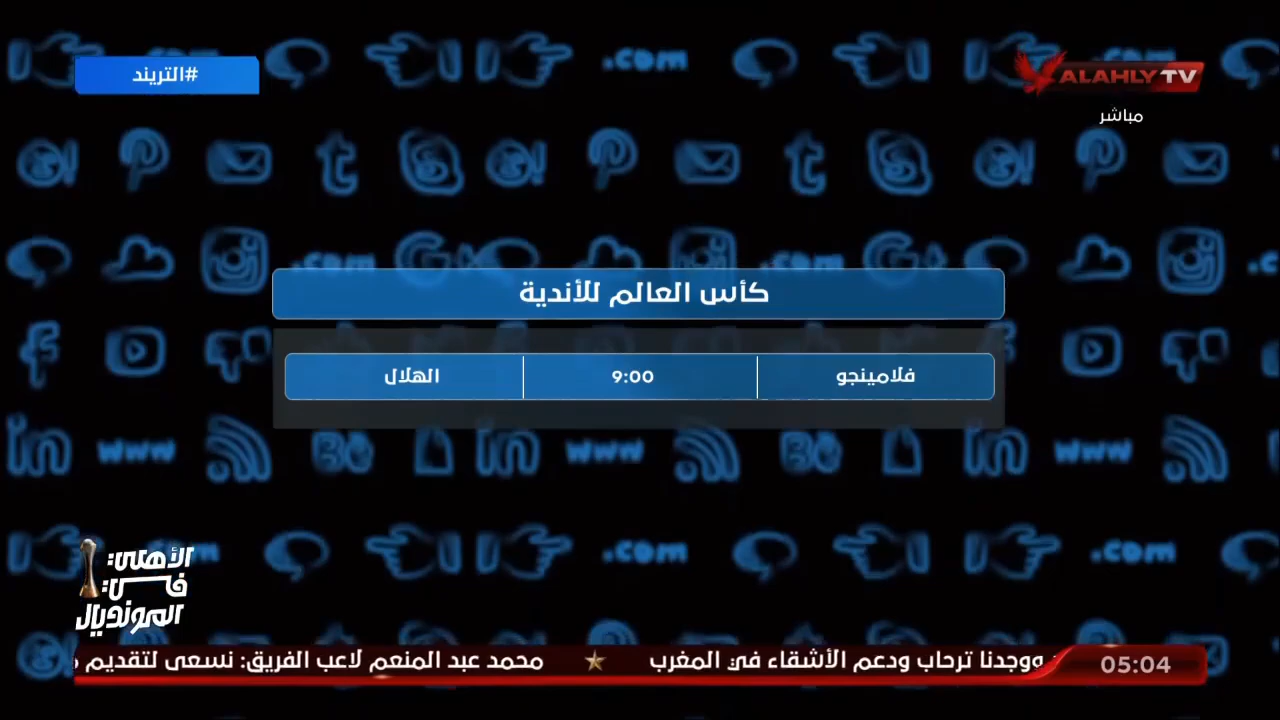 #التريند
ALAHLY TV
مباشر
كأس العالم للأندية
فلامينجو 9:00 الهلال
الأهلي في المونديال
ووجدنا ترحاب ودعم الأشقاء في المغرب ★ محمد عبد المنعم لاعب الفريق: نسعى لتقديم
05:04